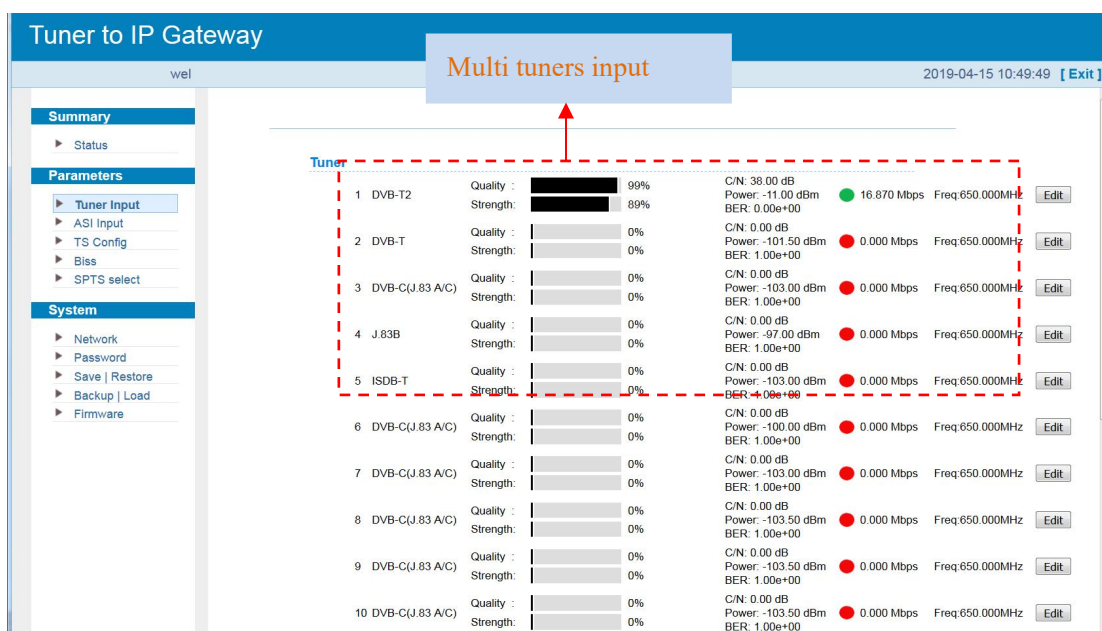 Tuner to IP Gateway
Multi tuners input
wel
2019-04-15 10:49:49 [ Exit ]
Summary
Status
Parameters
Tuner Input
ASI Input
TS Config
Biss
SPTS select
System
Network
Password
Save | Restore
Backup | Load
Firmware
Tuner
1 DVB-T2 Quality : 99% C/N: 38.00 dB
Strength: 89% Power: -11.00 dBm 16.870 Mbps Freq:650.000MHz Edit
BER: 0.00e+00
2 DVB-T Quality : 0% C/N: 0.00 dB
Strength: 0% Power: -101.50 dBm 0.000 Mbps Freq:650.000MHz Edit
BER: 1.00e+00
3 DVB-C(J.83 A/C) Quality : 0% C/N: 0.00 dB
Strength: 0% Power: -103.00 dBm 0.000 Mbps Freq:650.000MHz Edit
BER: 1.00e+00
4 J.83B Quality : 0% C/N: 0.00 dB
Strength: 0% Power: -97.00 dBm 0.000 Mbps Freq:650.000MHz Edit
BER: 1.00e+00
5 ISDB-T Quality : 0% C/N: 0.00 dB
Strength: 0% Power: -103.00 dBm 0.000 Mbps Freq:650.000MHz Edit
BER: 1.00e+00
6 DVB-C(J.83 A/C) Quality : 0% C/N: 0.00 dB
Strength: 0% Power: -100.00 dBm 0.000 Mbps Freq:650.000MHz Edit
BER: 1.00e+00
7 DVB-C(J.83 A/C) Quality : 0% C/N: 0.00 dB
Strength: 0% Power: -103.00 dBm 0.000 Mbps Freq:650.000MHz Edit
BER: 1.00e+00
8 DVB-C(J.83 A/C) Quality : 0% C/N: 0.00 dB
Strength: 0% Power: -103.50 dBm 0.000 Mbps Freq:650.000MHz Edit
BER: 1.00e+00
9 DVB-C(J.83 A/C) Quality : 0% C/N: 0.00 dB
Strength: 0% Power: -103.50 dBm 0.000 Mbps Freq:650.000MHz Edit
BER: 1.00e+00
10 DVB-C(J.83 A/C) Quality : 0% C/N: 0.00 dB
Strength: 0% Power: -103.50 dBm 0.000 Mbps Freq:650.000MHz Edit
BER: 1.00e+00